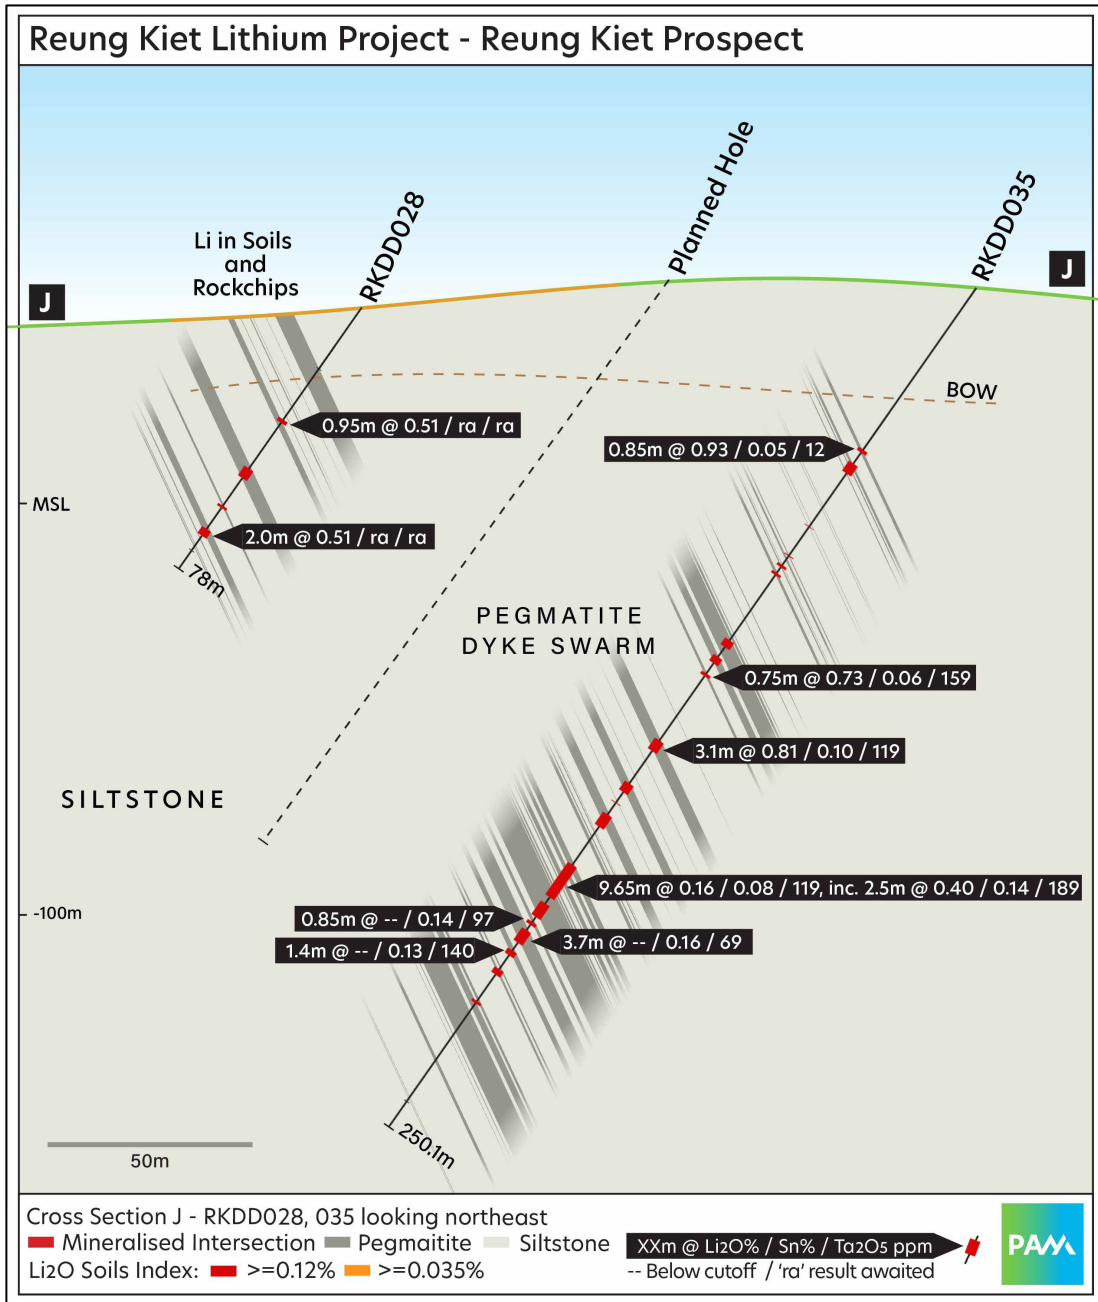 Reung Kiet Lithium Project - Reung Kiet Prospect
Planned Hole
RKDD035
RKDD028
Li in Soils
and
Rockchips
J
J
BOW
0.95m @ 0.51 / ra / ra
0.85m @ 0.93 / 0.05 / 12
MSL
2.0m @ 0.51 / ra / ra
78m
PEGMATITE
DYKE SWARM
0.75m @ 0.73 / 0.06 / 159
3.1m @ 0.81 / 0.10 / 119
SILTSTONE
9.65m @ 0.16 / 0.08 / 119, inc. 2.5m @ 0.40 / 0.14 / 189
-100m
0.85m @ -- / 0.14 / 97
3.7m @ -- / 0.16 / 69
1.4m @ -- / 0.13 / 140
250.1m
50m
Cross Section J - RKDD028, 035 looking northeast
Mineralised Intersection Pegmaitite Siltstone
Li2O Soils Index: >=0.12% >=0.035%
XXm @ Li2O% / Sn% / Ta2O5 ppm
-- Below cutoff / 'ra' result awaited
PAM